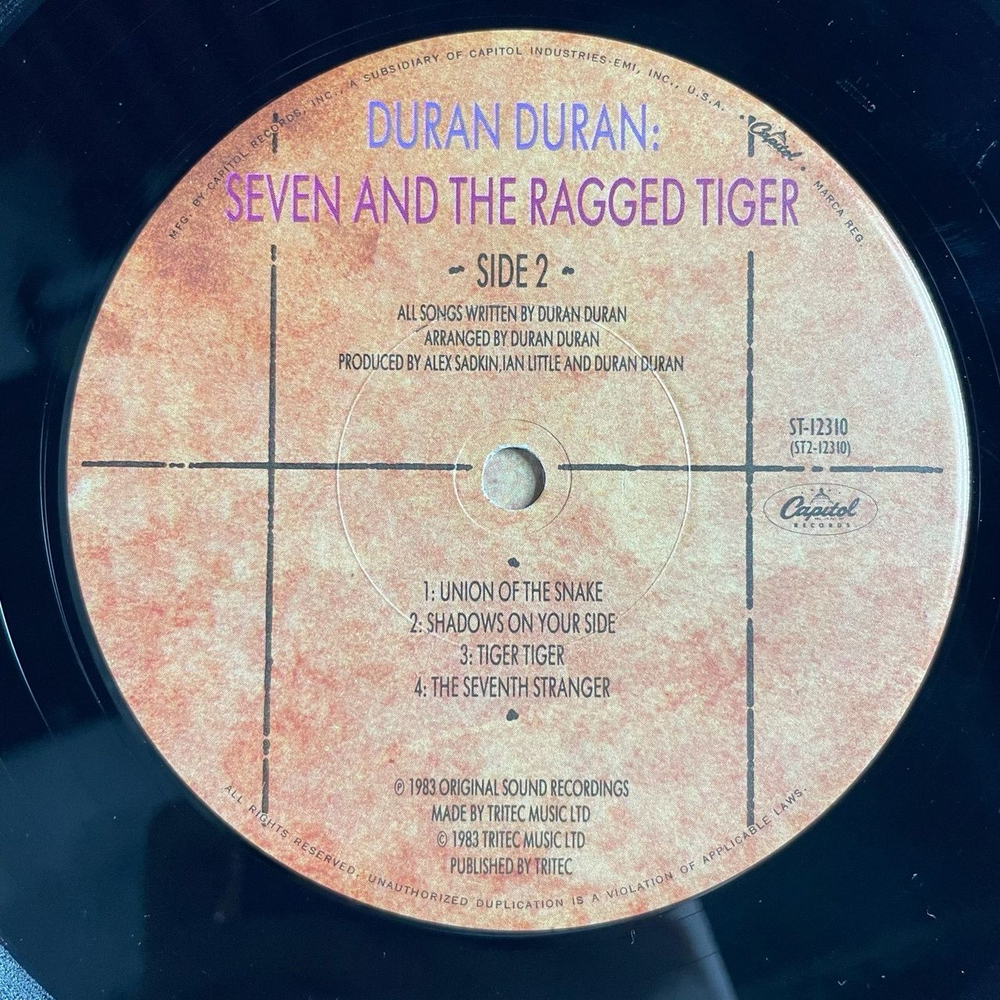 MFG. BY CAPITOL RECORDS, INC., A SUBSIDIARY OF CAPITOL INDUSTRIES-EMI, INC., U.S.A.
Capitol
MARCA REG.
DURAN DURAN:
SEVEN AND THE RAGGED TIGER
~ SIDE 2 ~
ALL SONGS WRITTEN BY DURAN DURAN
ARRANGED BY DURAN DURAN
PRODUCED BY ALEX SADKIN, IAN LITTLE AND DURAN DURAN
ST-12310
(ST2-12310)
Capitol
RECORDS
1: UNION OF THE SNAKE
2: SHADOWS ON YOUR SIDE
3: TIGER TIGER
4: THE SEVENTH STRANGER
℗ 1983 ORIGINAL SOUND RECORDINGS
MADE BY TRITEC MUSIC LTD
© 1983 TRITEC MUSIC LTD
PUBLISHED BY TRITEC
ALL RIGHTS RESERVED. UNAUTHORIZED DUPLICATION IS A VIOLATION OF APPLICABLE LAWS.